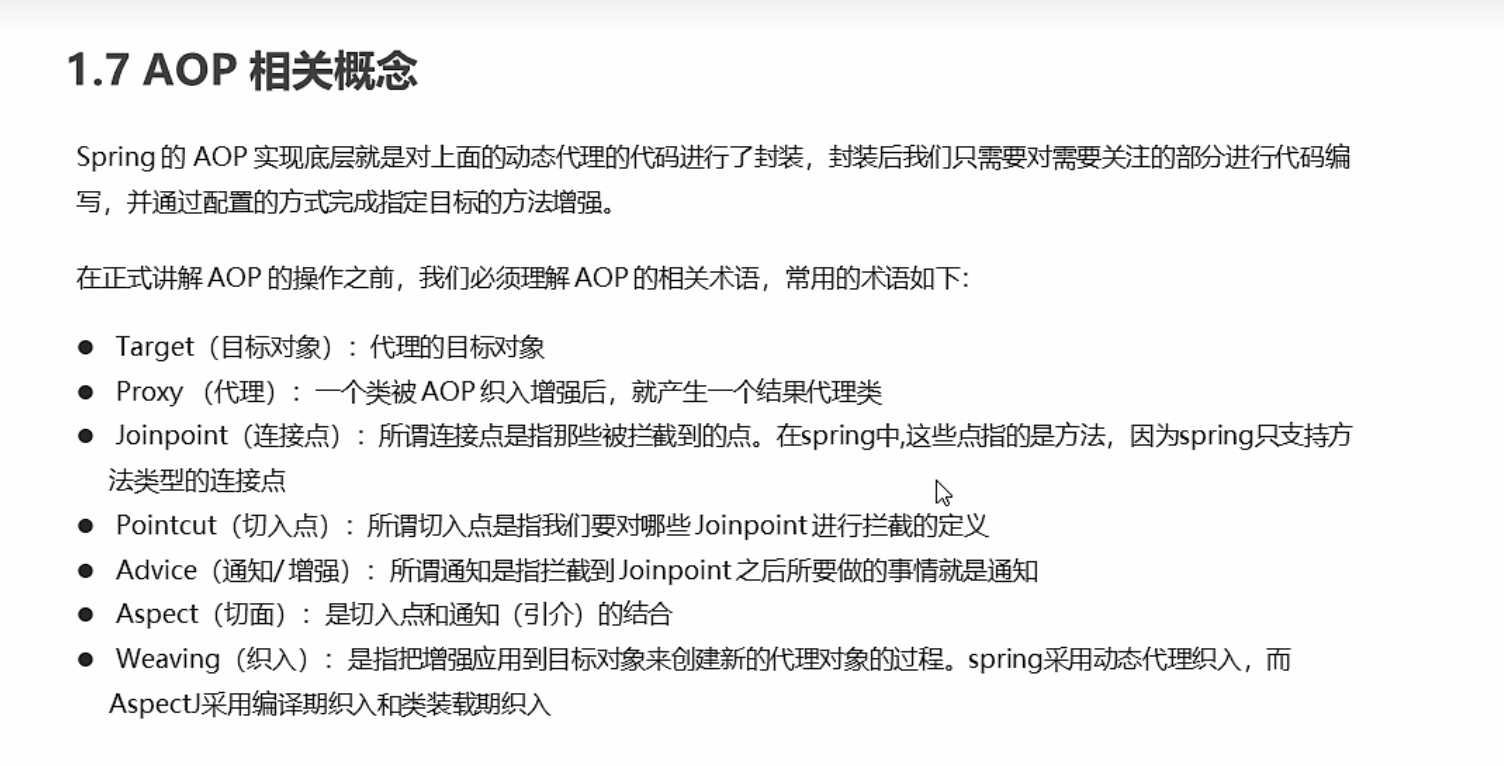 1.7 AOP 相关概念
Spring 的 AOP 实现底层就是对上面的动态代理的代码进行了封装，封装后我们只需要对需要关注的部分进行代码编
写，并通过配置的方式完成指定目标的方法增强。
在正式讲解 AOP 的操作之前，我们必须理解 AOP 的相关术语，常用的术语如下：
● Target（目标对象）：代理的目标对象
● Proxy （代理）：一个类被 AOP 织入增强后，就产生一个结果代理类
● Joinpoint（连接点）：所谓连接点是指那些被拦截到的点。在spring中,这些点指的是方法，因为spring只支持方
法类型的连接点
● Pointcut（切入点）：所谓切入点是指我们要对哪些 Joinpoint 进行拦截的定义
● Advice（通知/ 增强）：所谓通知是指拦截到 Joinpoint 之后所要做的事情就是通知
● Aspect（切面）：是切入点和通知（引介）的结合
● Weaving（织入）：是指把增强应用到目标对象来创建新的代理对象的过程。spring采用动态代理织入，而
AspectJ采用编译期织入和类装载期织入